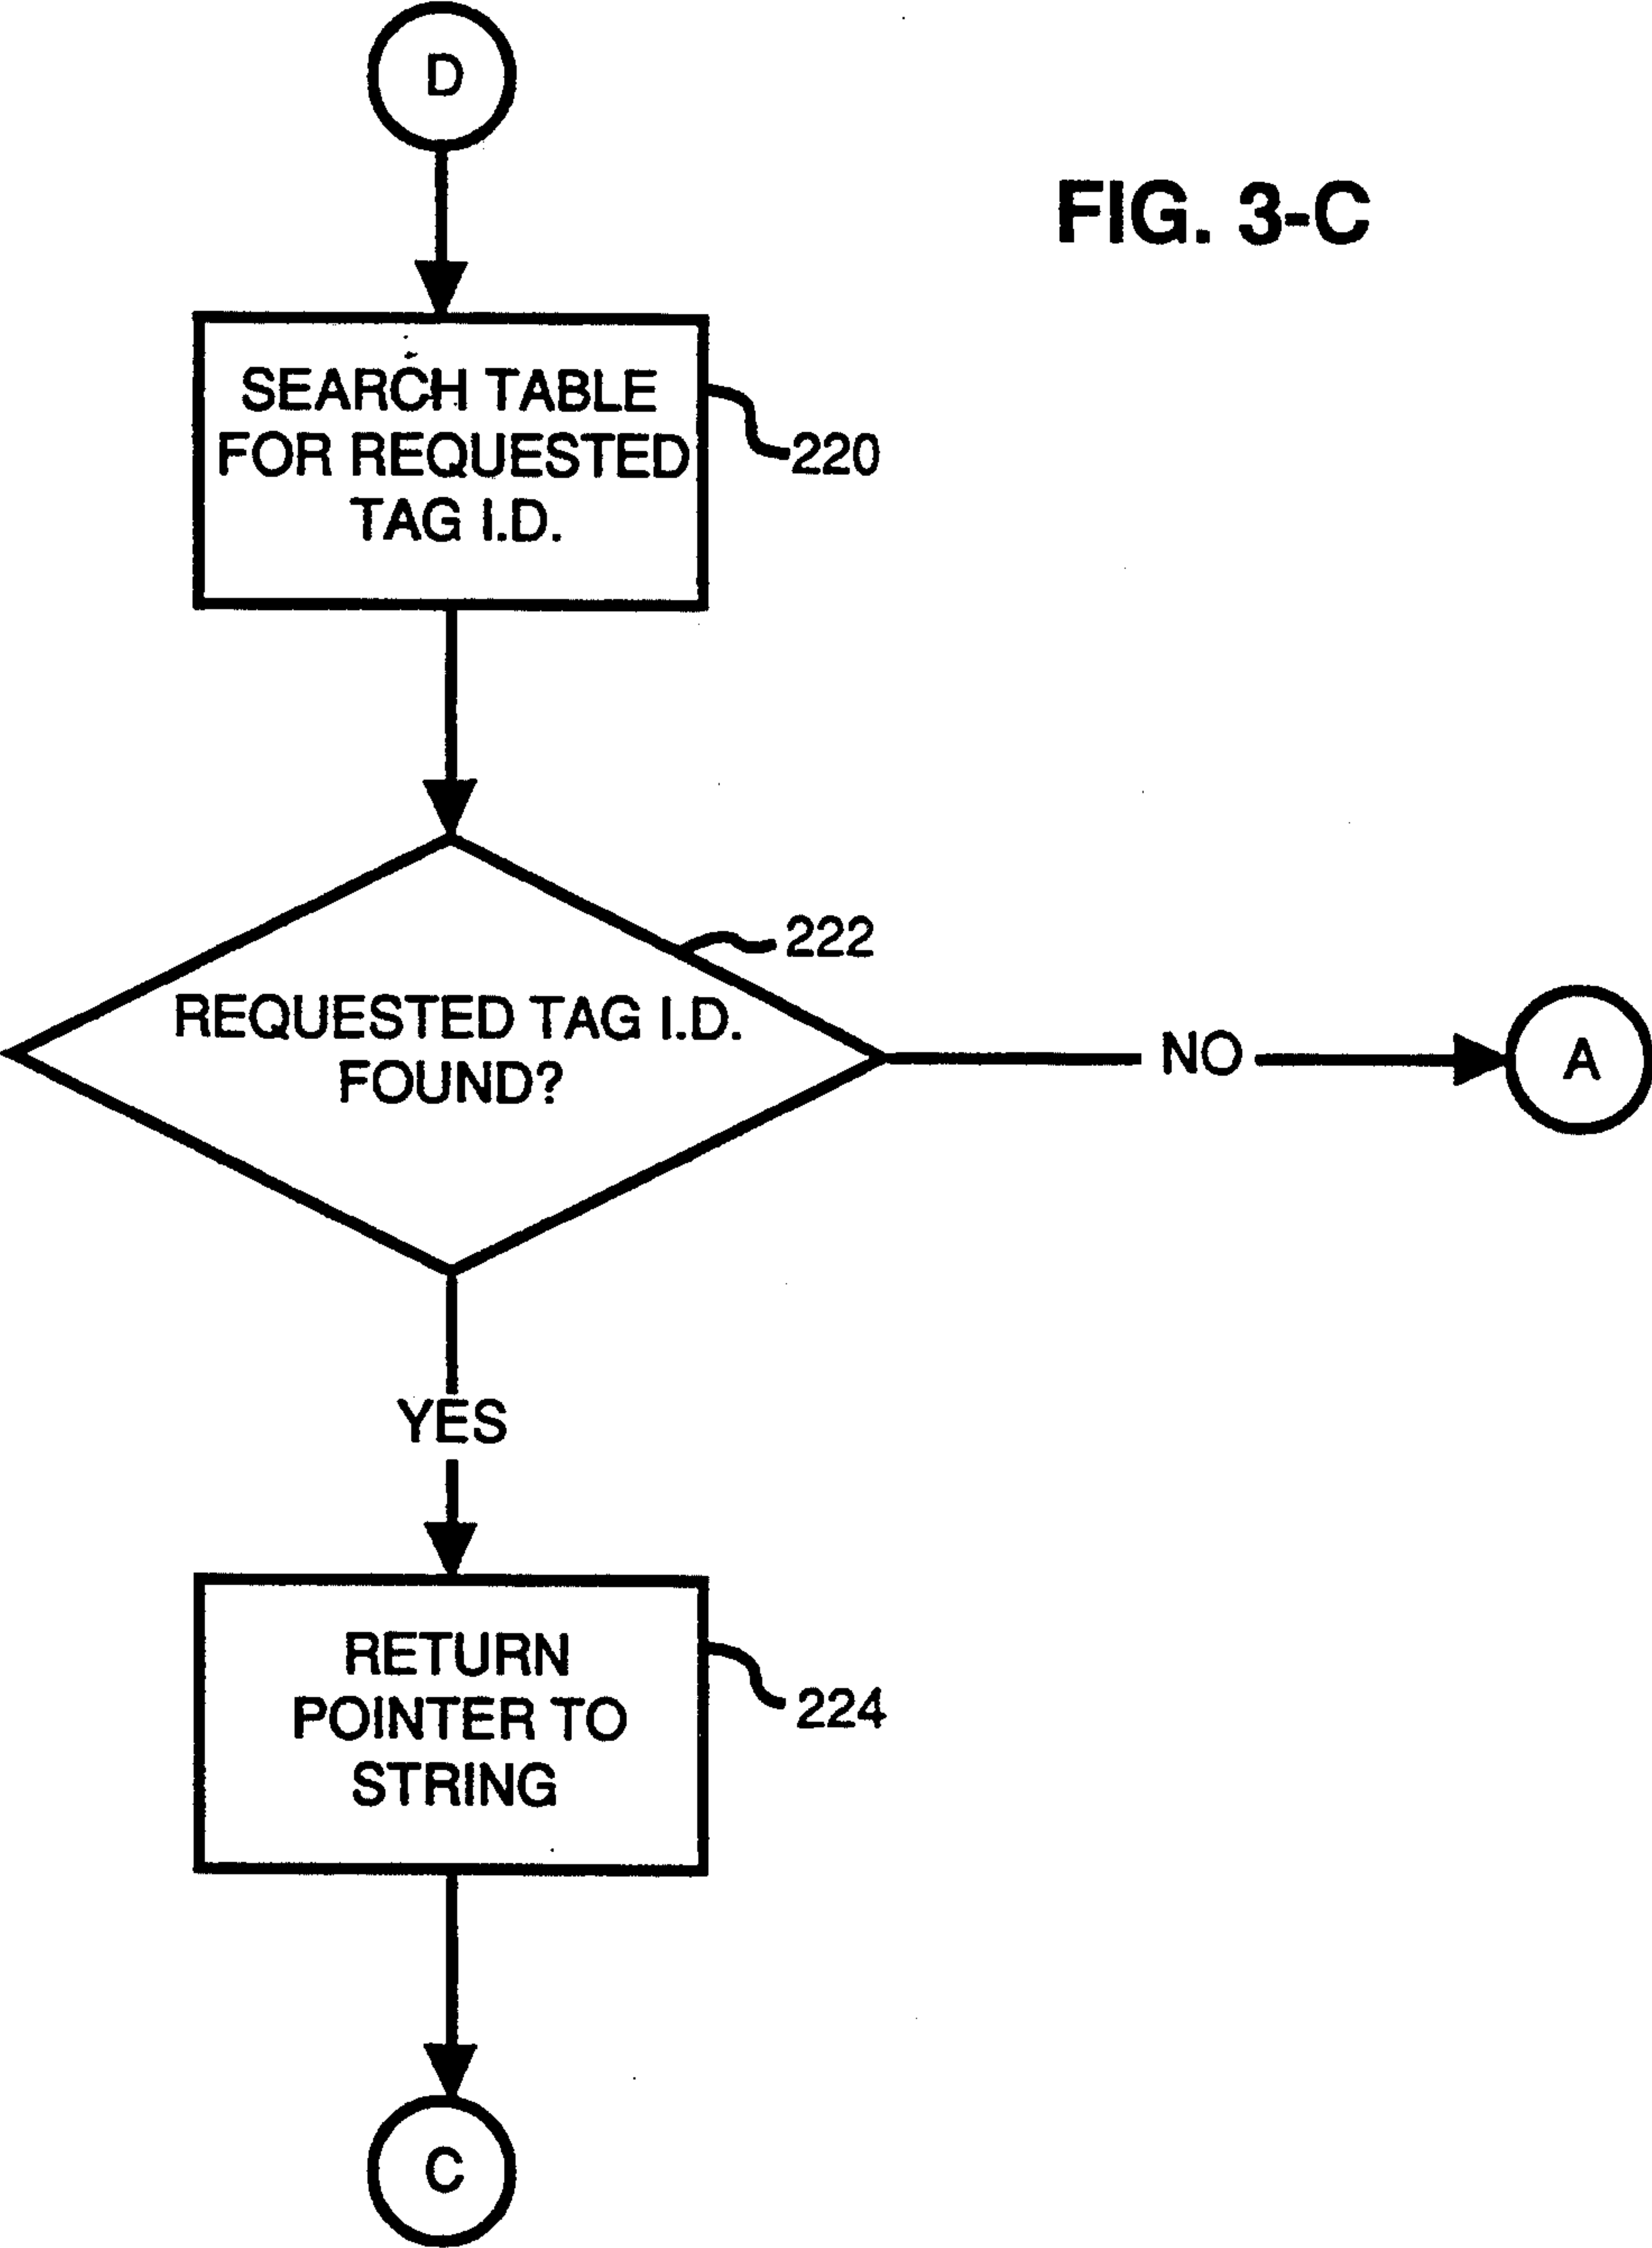 D
FIG. 3-C
SEARCH TABLE
FOR REQUESTED
TAG I.D.
220
222
REQUESTED TAG I.D.
FOUND?
NO
A
YES
RETURN
POINTER TO
STRING
224
C